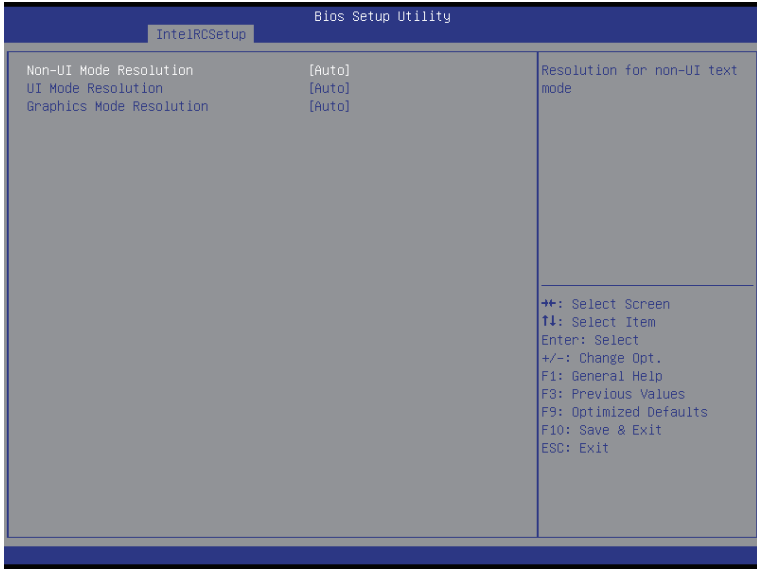 Bios Setup Utility
IntelRCSetup
Non-UI Mode Resolution [Auto]
UI Mode Resolution [Auto]
Graphics Mode Resolution [Auto]
Resolution for non-UI text
mode
→←: Select Screen
↑↓: Select Item
Enter: Select
+/-: Change Opt.
F1: General Help
F3: Previous Values
F9: Optimized Defaults
F10: Save & Exit
ESC: Exit